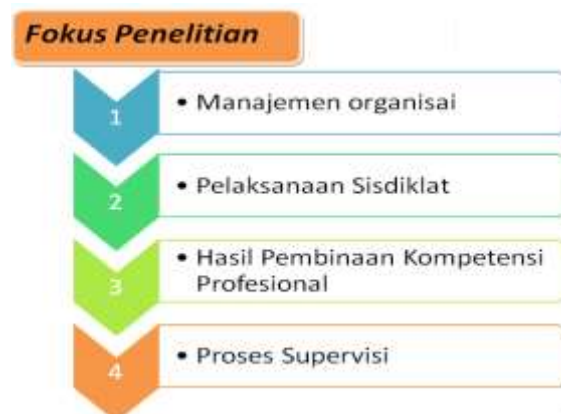 Fokus Penelitian
1
• Manajemen organisai
2
• Pelaksanaan Sisdiklat
3
• Hasil Pembinaan Kompetensi
Profesional
4
• Proses Supervisi